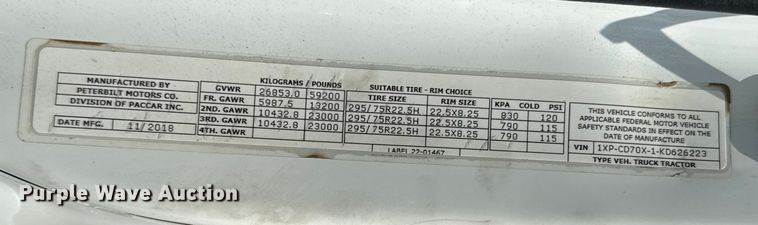 MANUFACTURED BY
PETERBILT MOTORS CO.
DIVISION OF PACCAR INC.
DATE MFG. 11/2018
KILOGRAMS / POUNDS
GVWR 26853.0 59200
FR. GAWR 5987.5 13200
2ND. GAWR 10432.8 23000
3RD. GAWR 10432.8 23000
4TH. GAWR
SUITABLE TIRE - RIM CHOICE
TIRE SIZE RIM SIZE KPA COLD PSI
295/75R22.5H 22.5X8.25 830 120
295/75R22.5H 22.5X8.25 790 115
295/75R22.5H 22.5X8.25 790 115
LABEL 22-01467
THIS VEHICLE CONFORMS TO ALL
APPLICABLE FEDERAL MOTOR VEHICLE
SAFETY STANDARDS IN EFFECT ON THE
DATE OF MANUFACTURE
VIN 1XP-CD70X-1-KD626223
TYPE VEH. TRUCK TRACTOR
Purple Wave Auction